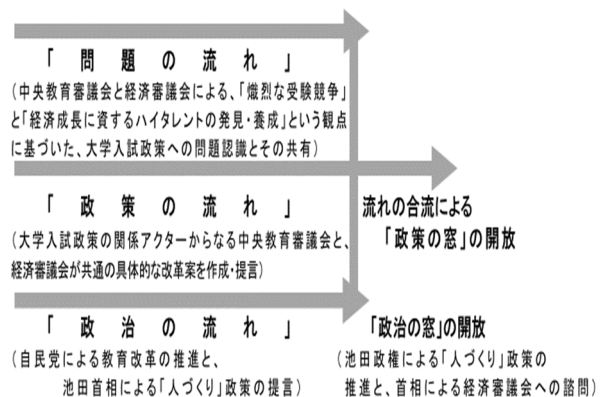 「問題の流れ」
（中央教育審議会と経済審議会による、「熾烈な受験競争」
と「経済成長に資するハイタレントの発見・養成」という観点
に基づいた、大学入試政策への問題認識とその共有）
「政策の流れ」
（大学入試政策の関係アクターからなる中央教育審議会と、
経済審議会が共通の具体的な改革案を作成・提言）
流れの合流による
「政策の窓」の開放
「政治の流れ」
（自民党による教育改革の推進と、
池田首相による「人づくり」政策の提言）
「政治の窓」の開放
（池田政権による「人づくり」政策の
推進と、首相による経済審議会への諮問）